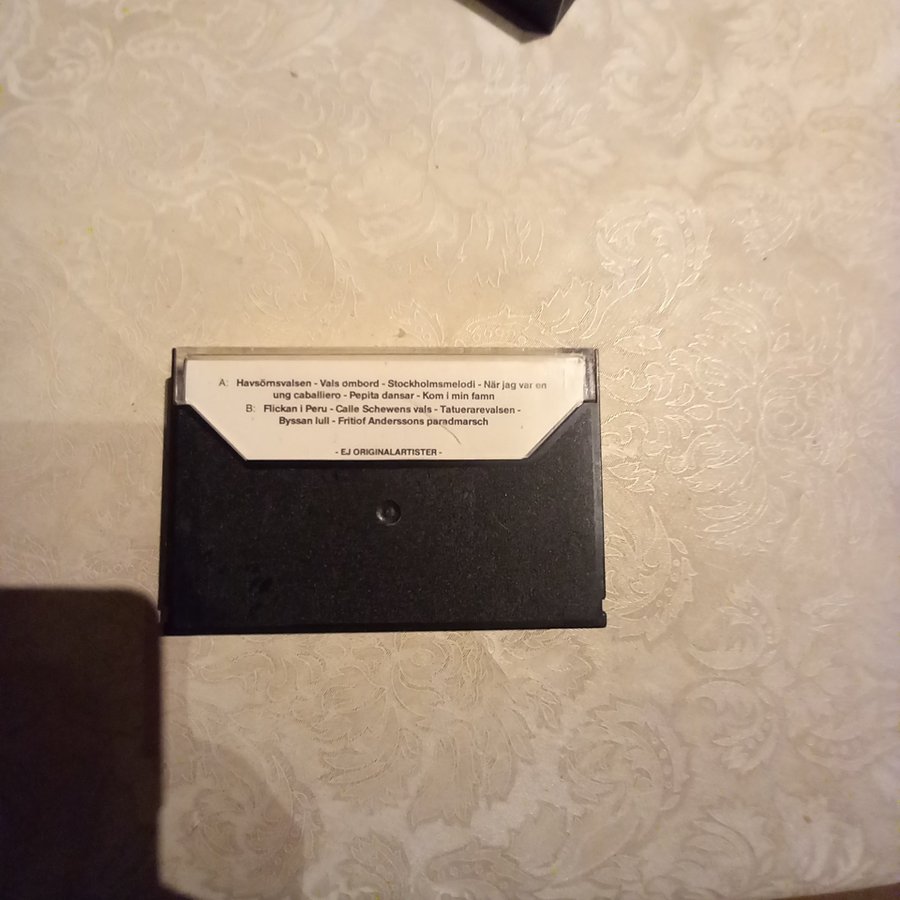 A: Havsörnsvalsen - Vals ombord - Stockholmsmelodi - När jag var en
ung caballiero - Pepita dansar - Kom i min famn
B: Flickan i Peru - Calle Schewens vals - Tatuerarevalsen -
Byssan lull - Fritiof Anderssons paradmarsch
- EJ ORIGINALARTISTER -